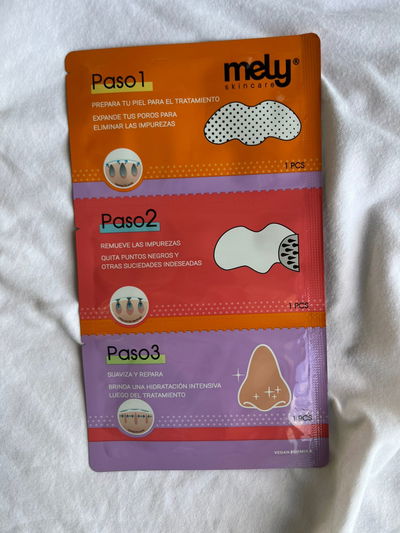 mely®
skincare
Paso1
PREPARA TU PIEL PARA EL TRATAMIENTO
EXPANDE TUS POROS PARA
ELIMINAR LAS IMPUREZAS
1 PCS
Paso2
REMUEVE LAS IMPUREZAS
QUITA PUNTOS NEGROS Y
OTRAS SUCIEDADES INDESEADAS
1 PCS
Paso3
SUAVIZA Y REPARA
BRINDA UNA HIDRATACIÓN INTENSIVA
LUEGO DEL TRATAMIENTO
1 PCS
VEGAN